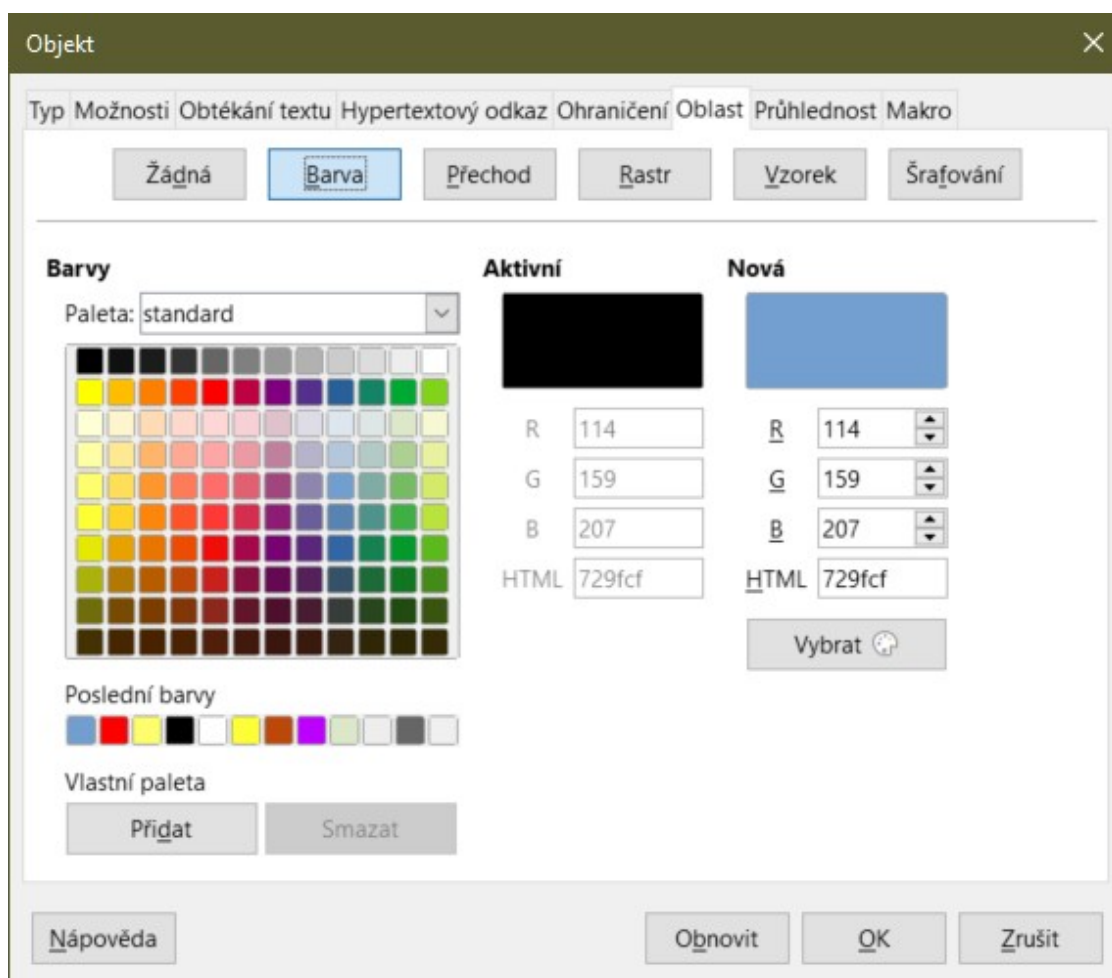 Objekt
Typ Možnosti Obtékání textu Hypertextový odkaz Ohraničení Oblast Průhlednost Makro
Žádná Barva Přechod Rastr Vzorek Šrafování
Barvy Aktivní Nová
Paleta: standard
R 114 R 114
G 159 G 159
B 207 B 207
HTML 729fcf HTML 729fcf
Vybrat
Poslední barvy
Vlastní paleta
Přidat Smazat
Nápověda Obnovit OK Zrušit